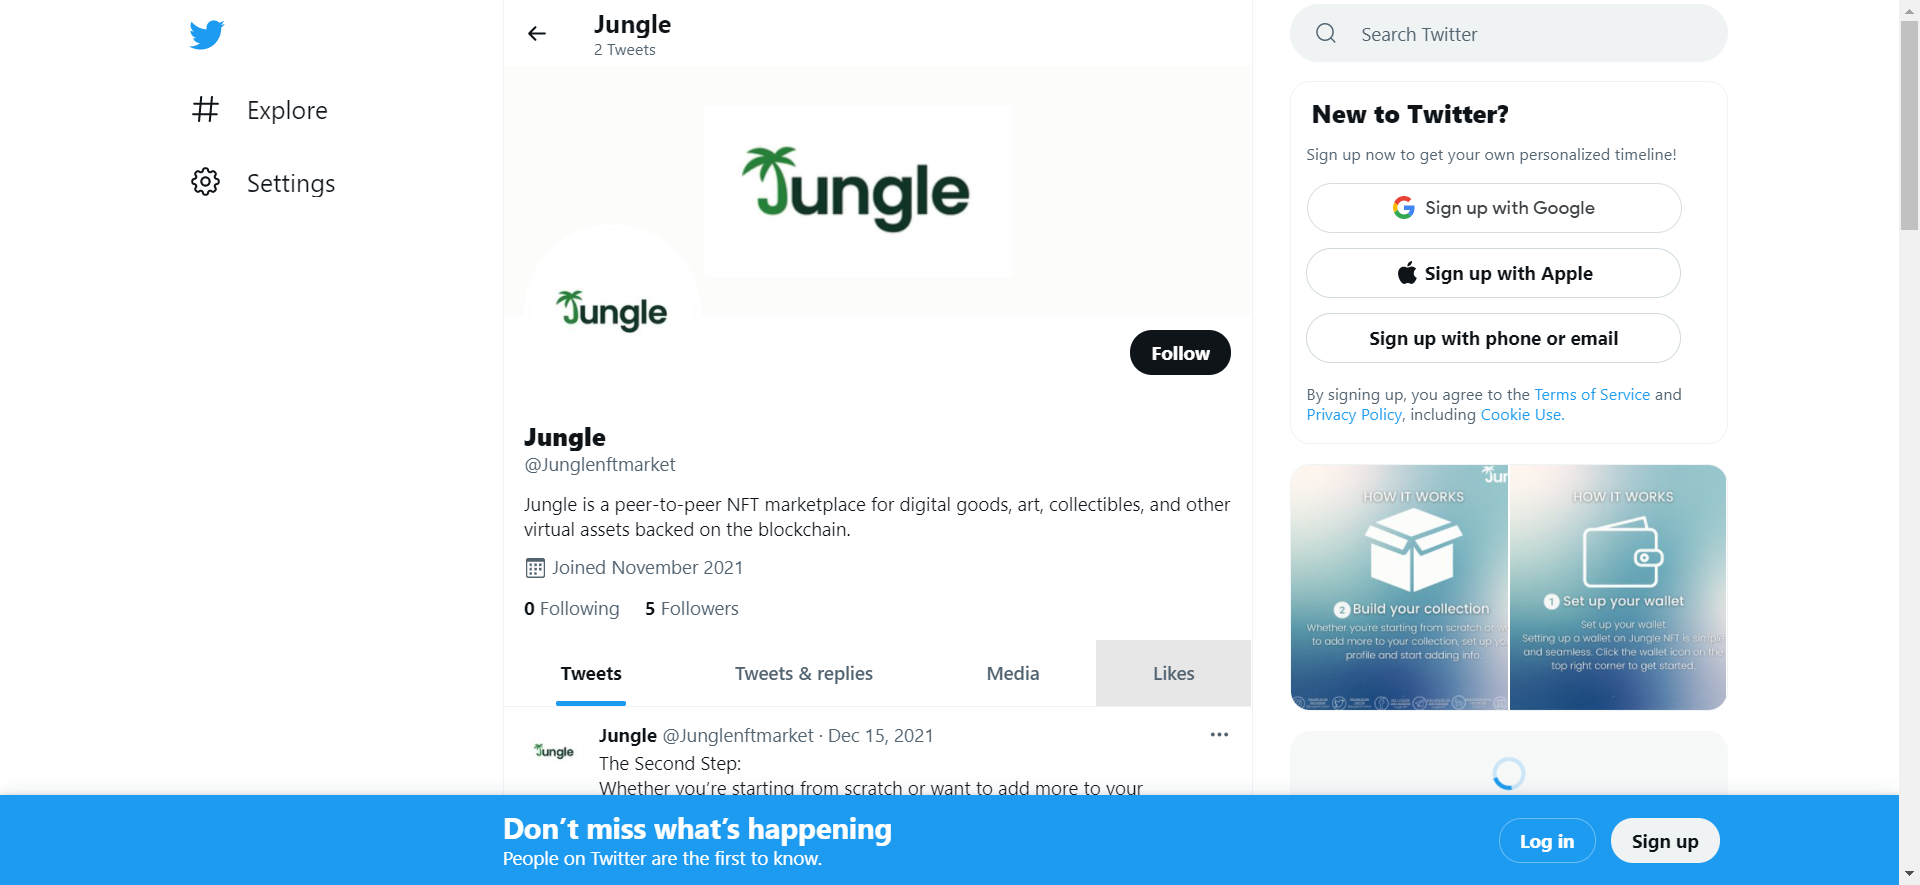 Explore
Settings
Jungle
2 Tweets
Jungle
Jungle
Follow
Jungle
@Junglenftmarket
Jungle is a peer-to-peer NFT marketplace for digital goods, art, collectibles, and other
virtual assets backed on the blockchain.
Joined November 2021
0 Following 5 Followers
Tweets Tweets & replies Media Likes
Jungle
Jungle @Junglenftmarket · Dec 15, 2021
The Second Step:
Whether you're starting from scratch or want to add more to your
Search Twitter
New to Twitter?
Sign up now to get your own personalized timeline!
Sign up with Google
Sign up with Apple
Sign up with phone or email
By signing up, you agree to the Terms of Service and
Privacy Policy, including Cookie Use.
Jun
HOW IT WORKS
2 Build your collection
Whether you're starting from scratch or
to add more to your collection, set up
profile and start adding info.
HOW IT WORKS
1 Set up your wallet
Set up your wallet
Setting up a wallet on Jungle NFT is simple
and seamless. Click the wallet icon on the
top right corner to get started.
Don't miss what's happening
People on Twitter are the first to know.
Log in
Sign up